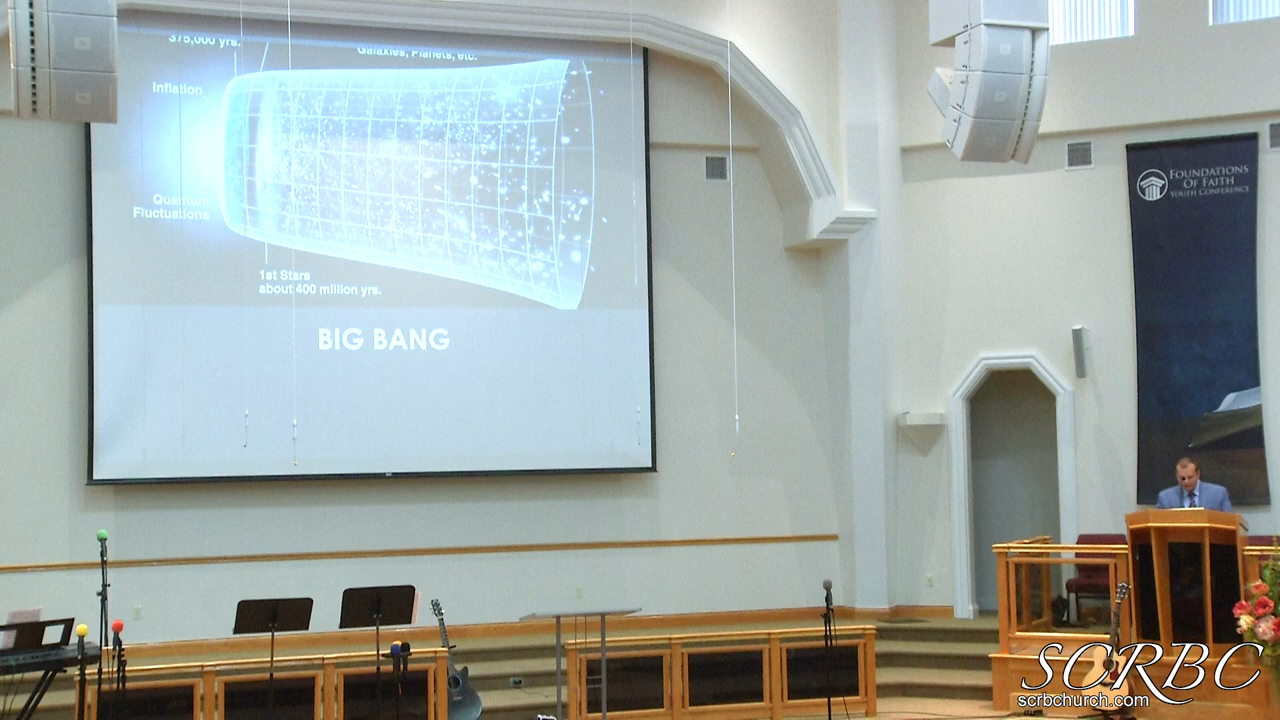 375,000 yrs.
Galaxies, Planets, etc.
Inflation
Quantum
Fluctuations
1st Stars
about 400 million yrs.
BIG BANG
FOUNDATIONS
OF FAITH
YOUTH CONFERENCE
SCRBC
scrbchurch.com